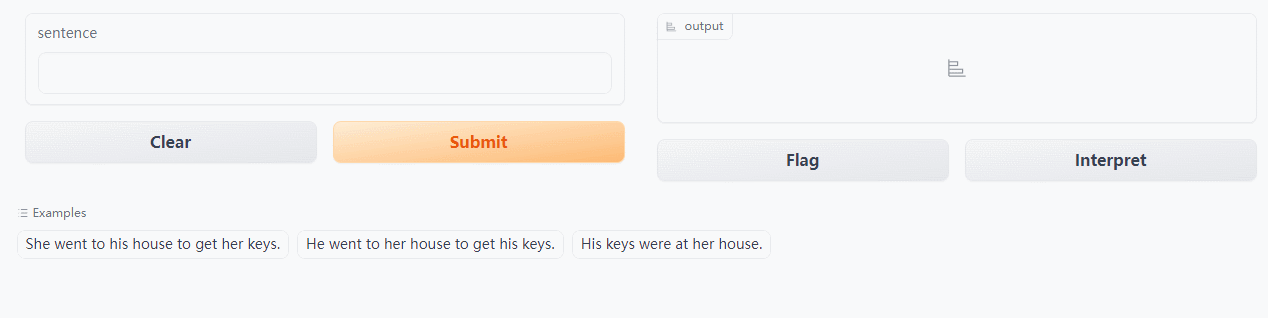 sentence
output
Clear
Submit
Flag
Interpret
Examples
She went to his house to get her keys.
He went to her house to get his keys.
His keys were at her house.